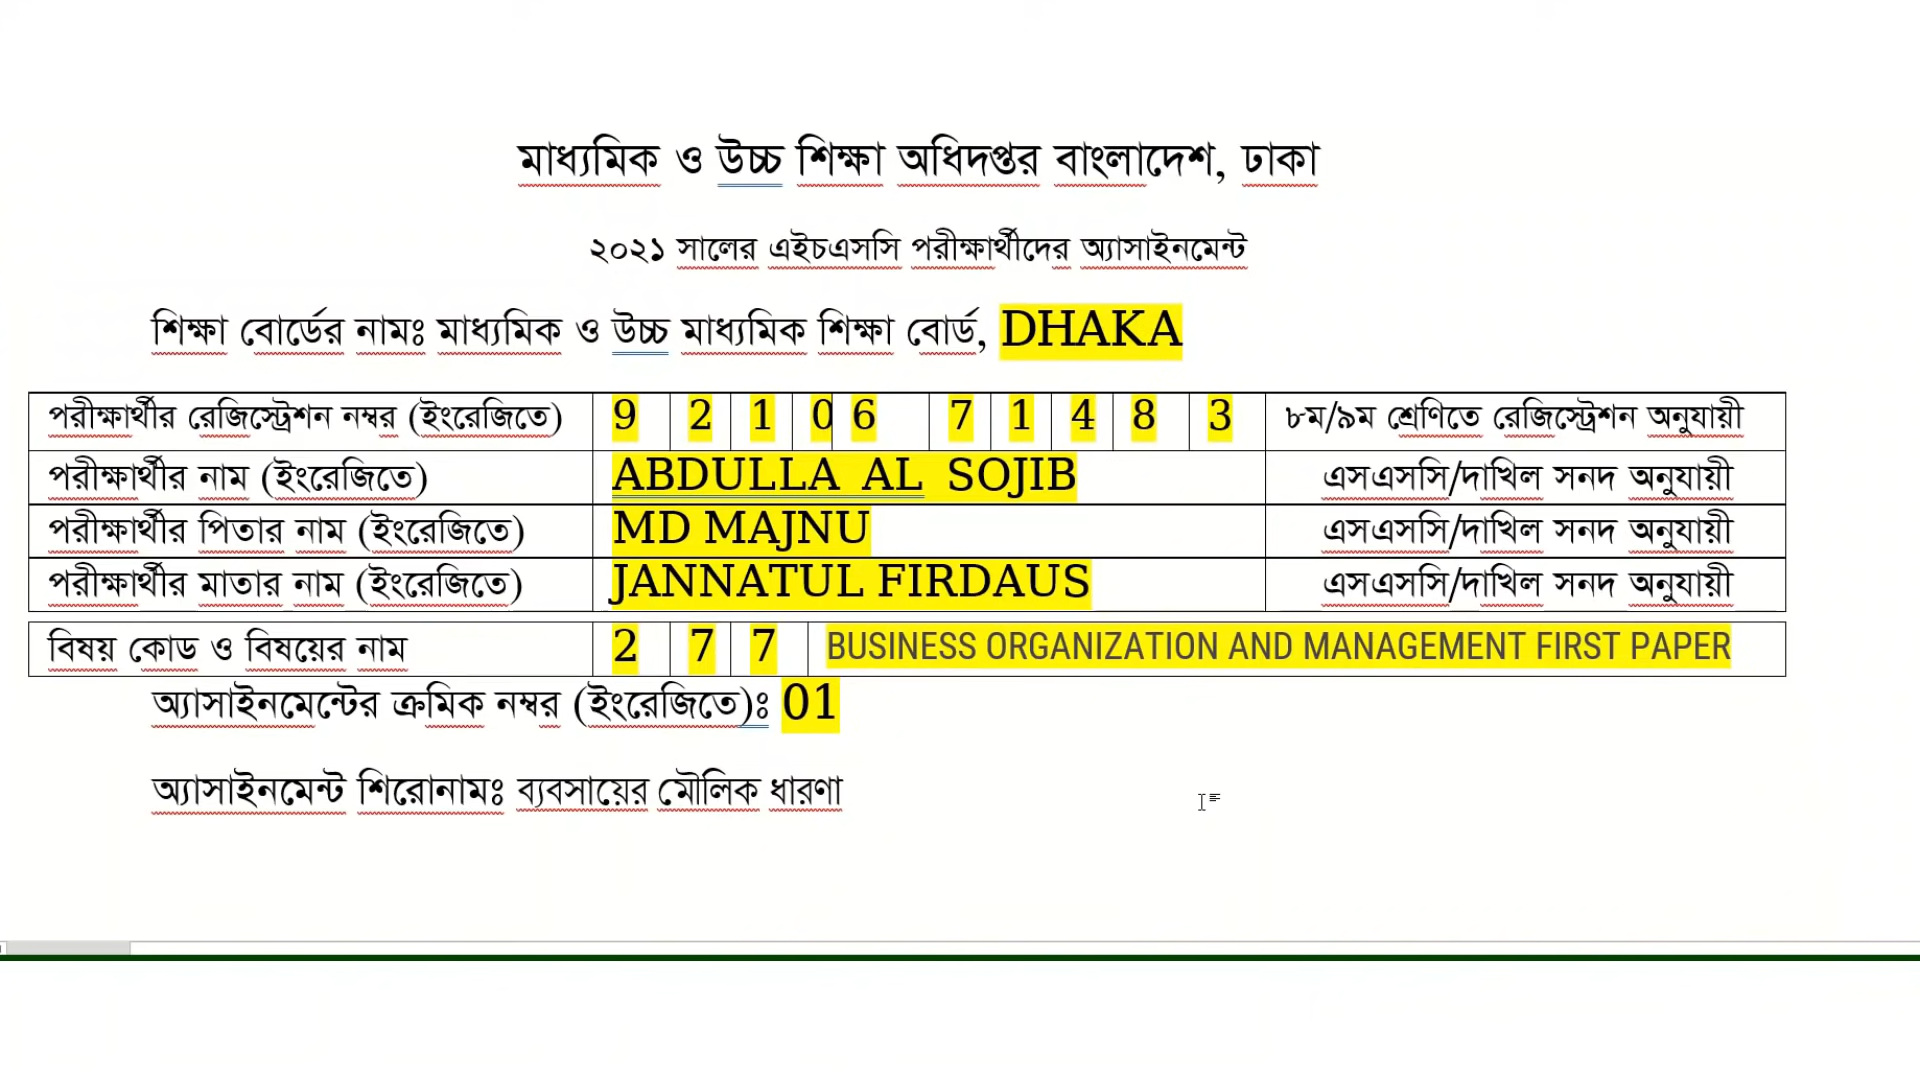 মাধ্যমিক ও উচ্চ শিক্ষা অধিদপ্তর বাংলাদেশ, ঢাকা
২০২১ সালের এইচএসসি পরীক্ষার্থীদের অ্যাসাইনমেন্ট
শিক্ষা বোর্ডের নামঃ মাধ্যমিক ও উচ্চ মাধ্যমিক শিক্ষা বোর্ড, DHAKA
পরীক্ষার্থীর রেজিস্ট্রেশন নম্বর (ইংরেজিতে) 9 2 1 0 6 7 1 4 8 3 ৮ম/৯ম শ্রেণিতে রেজিস্ট্রেশন অনুযায়ী
পরীক্ষার্থীর নাম (ইংরেজিতে) ABDULLA AL SOJIB এসএসসি/দাখিল সনদ অনুযায়ী
পরীক্ষার্থীর পিতার নাম (ইংরেজিতে) MD MAJNU এসএসসি/দাখিল সনদ অনুযায়ী
পরীক্ষার্থীর মাতার নাম (ইংরেজিতে) JANNATUL FIRDAUS এসএসসি/দাখিল সনদ অনুযায়ী
বিষয় কোড ও বিষয়ের নাম 2 7 7 BUSINESS ORGANIZATION AND MANAGEMENT FIRST PAPER
অ্যাসাইনমেন্টের ক্রমিক নম্বর (ইংরেজিতে)ঃ 01
অ্যাসাইনমেন্ট শিরোনামঃ ব্যবসায়ের মৌলিক ধারণা